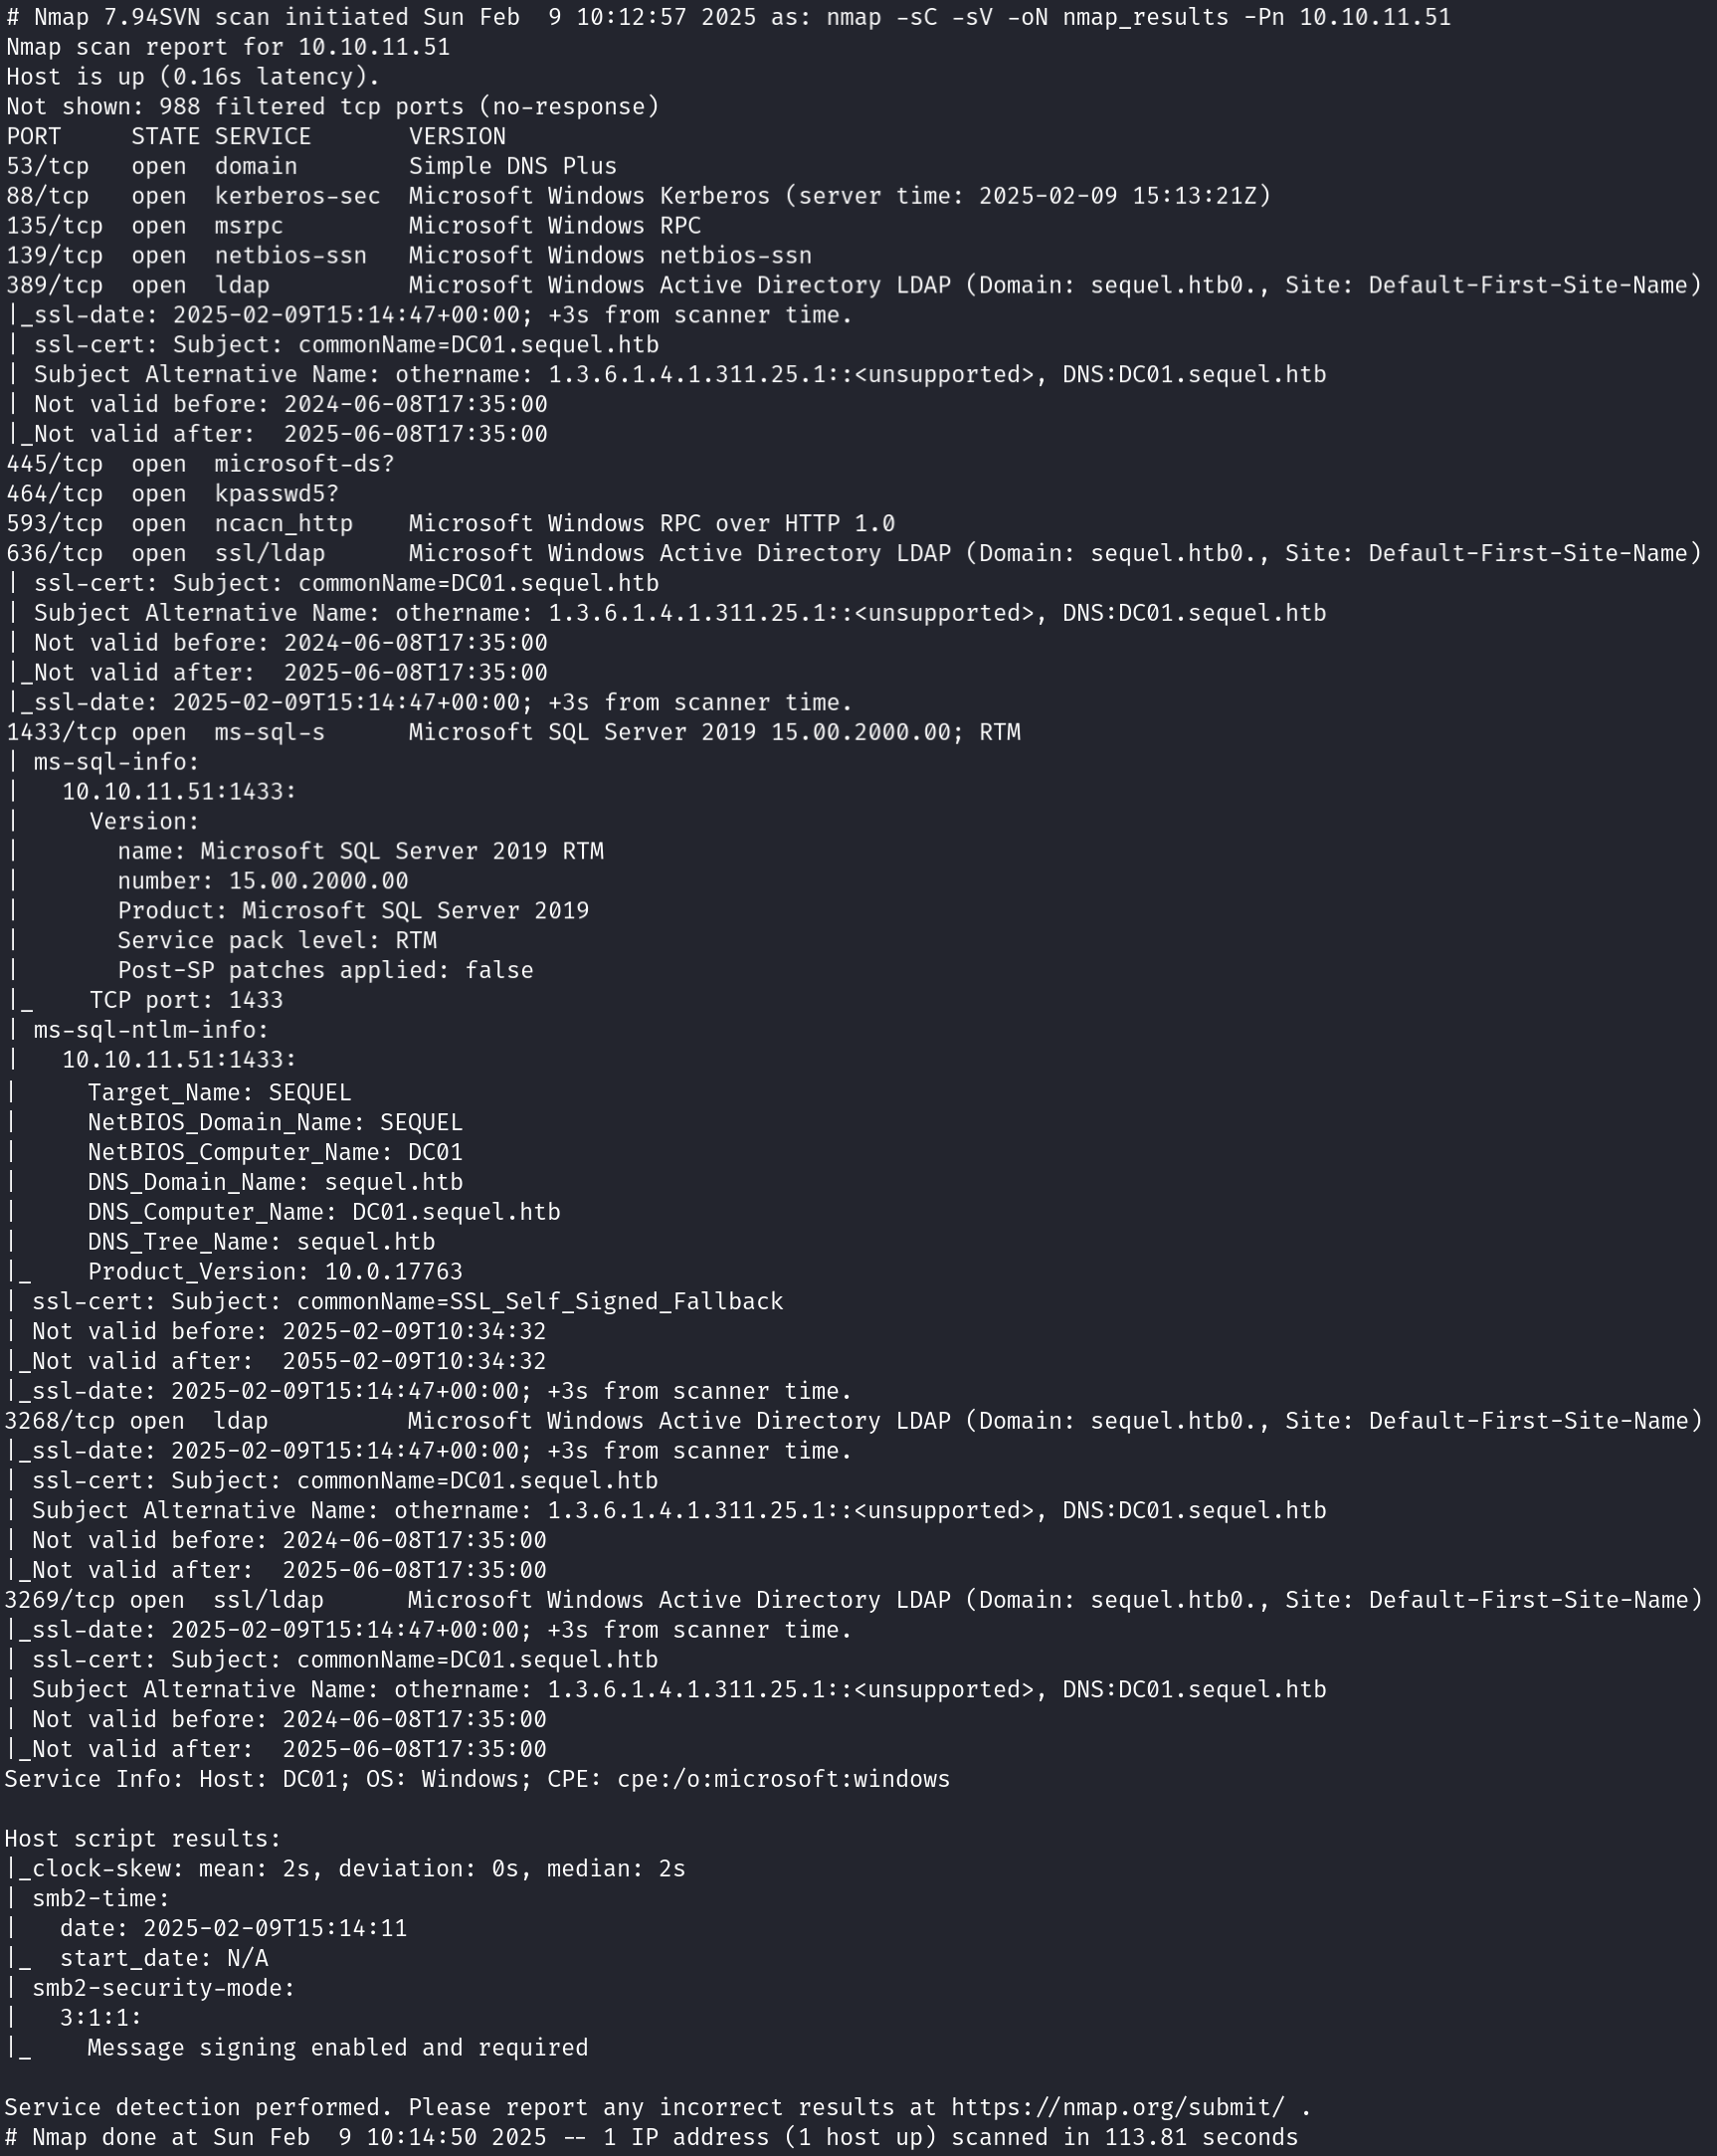 # Nmap 7.94SVN scan initiated Sun Feb  9 10:12:57 2025 as: nmap -sC -sV -oN nmap_results -Pn 10.10.11.51
Nmap scan report for 10.10.11.51
Host is up (0.16s latency).
Not shown: 988 filtered tcp ports (no-response)
PORT     STATE SERVICE       VERSION
53/tcp   open  domain        Simple DNS Plus
88/tcp   open  kerberos-sec  Microsoft Windows Kerberos (server time: 2025-02-09 15:13:21Z)
135/tcp  open  msrpc         Microsoft Windows RPC
139/tcp  open  netbios-ssn   Microsoft Windows netbios-ssn
389/tcp  open  ldap          Microsoft Windows Active Directory LDAP (Domain: sequel.htb0., Site: Default-First-Site-Name)
|_ssl-date: 2025-02-09T15:14:47+00:00; +3s from scanner time.
| ssl-cert: Subject: commonName=DC01.sequel.htb
| Subject Alternative Name: othername: 1.3.6.1.4.1.311.25.1::<unsupported>, DNS:DC01.sequel.htb
| Not valid before: 2024-06-08T17:35:00
|_Not valid after:  2025-06-08T17:35:00
445/tcp  open  microsoft-ds?
464/tcp  open  kpasswd5?
593/tcp  open  ncacn_http    Microsoft Windows RPC over HTTP 1.0
636/tcp  open  ssl/ldap      Microsoft Windows Active Directory LDAP (Domain: sequel.htb0., Site: Default-First-Site-Name)
| ssl-cert: Subject: commonName=DC01.sequel.htb
| Subject Alternative Name: othername: 1.3.6.1.4.1.311.25.1::<unsupported>, DNS:DC01.sequel.htb
| Not valid before: 2024-06-08T17:35:00
|_Not valid after:  2025-06-08T17:35:00
|_ssl-date: 2025-02-09T15:14:47+00:00; +3s from scanner time.
1433/tcp open  ms-sql-s      Microsoft SQL Server 2019 15.00.2000.00; RTM
| ms-sql-info:
|   10.10.11.51:1433:
|     Version:
|       name: Microsoft SQL Server 2019 RTM
|       number: 15.00.2000.00
|       Product: Microsoft SQL Server 2019
|       Service pack level: RTM
|       Post-SP patches applied: false
|_    TCP port: 1433
| ms-sql-ntlm-info:
|   10.10.11.51:1433:
|     Target_Name: SEQUEL
|     NetBIOS_Domain_Name: SEQUEL
|     NetBIOS_Computer_Name: DC01
|     DNS_Domain_Name: sequel.htb
|     DNS_Computer_Name: DC01.sequel.htb
|     DNS_Tree_Name: sequel.htb
|_    Product_Version: 10.0.17763
| ssl-cert: Subject: commonName=SSL_Self_Signed_Fallback
| Not valid before: 2025-02-09T10:34:32
|_Not valid after:  2055-02-09T10:34:32
|_ssl-date: 2025-02-09T15:14:47+00:00; +3s from scanner time.
3268/tcp open  ldap          Microsoft Windows Active Directory LDAP (Domain: sequel.htb0., Site: Default-First-Site-Name)
|_ssl-date: 2025-02-09T15:14:47+00:00; +3s from scanner time.
| ssl-cert: Subject: commonName=DC01.sequel.htb
| Subject Alternative Name: othername: 1.3.6.1.4.1.311.25.1::<unsupported>, DNS:DC01.sequel.htb
| Not valid before: 2024-06-08T17:35:00
|_Not valid after:  2025-06-08T17:35:00
3269/tcp open  ssl/ldap      Microsoft Windows Active Directory LDAP (Domain: sequel.htb0., Site: Default-First-Site-Name)
|_ssl-date: 2025-02-09T15:14:47+00:00; +3s from scanner time.
| ssl-cert: Subject: commonName=DC01.sequel.htb
| Subject Alternative Name: othername: 1.3.6.1.4.1.311.25.1::<unsupported>, DNS:DC01.sequel.htb
| Not valid before: 2024-06-08T17:35:00
|_Not valid after:  2025-06-08T17:35:00
Service Info: Host: DC01; OS: Windows; CPE: cpe:/o:microsoft:windows

Host script results:
|_clock-skew: mean: 2s, deviation: 0s, median: 2s
| smb2-time:
|   date: 2025-02-09T15:14:11
|_  start_date: N/A
| smb2-security-mode:
|   3:1:1:
|_    Message signing enabled and required

Service detection performed. Please report any incorrect results at https://nmap.org/submit/ .
# Nmap done at Sun Feb  9 10:14:50 2025 -- 1 IP address (1 host up) scanned in 113.81 seconds